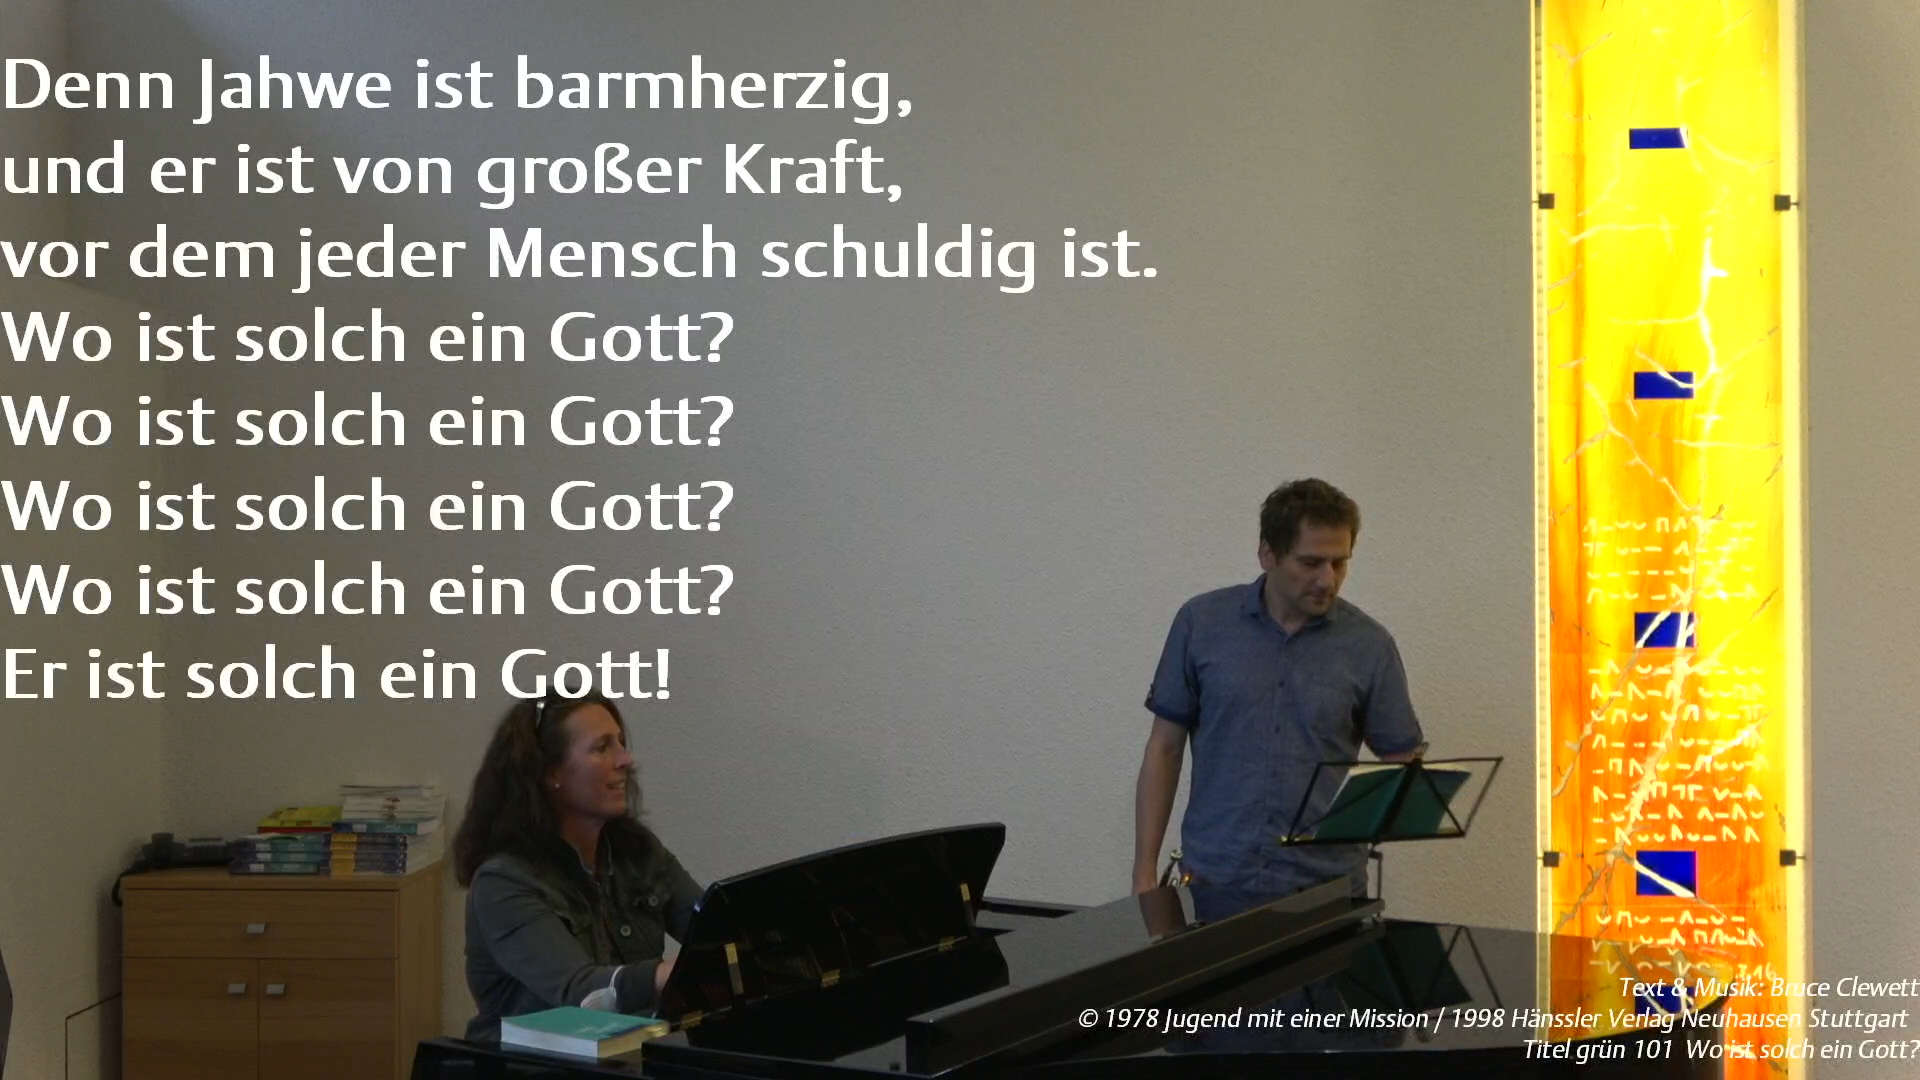 Denn Jahwe ist barmherzig,
und er ist von großer Kraft,
vor dem jeder Mensch schuldig ist.
Wo ist solch ein Gott?
Wo ist solch ein Gott?
Wo ist solch ein Gott?
Wo ist solch ein Gott?
Er ist solch ein Gott!
Text & Musik: Bruce Clewett
© 1978 Jugend mit einer Mission / 1998 Hänssler Verlag Neuhausen Stuttgart
Titel grün 101 Wo ist solch ein Gott?